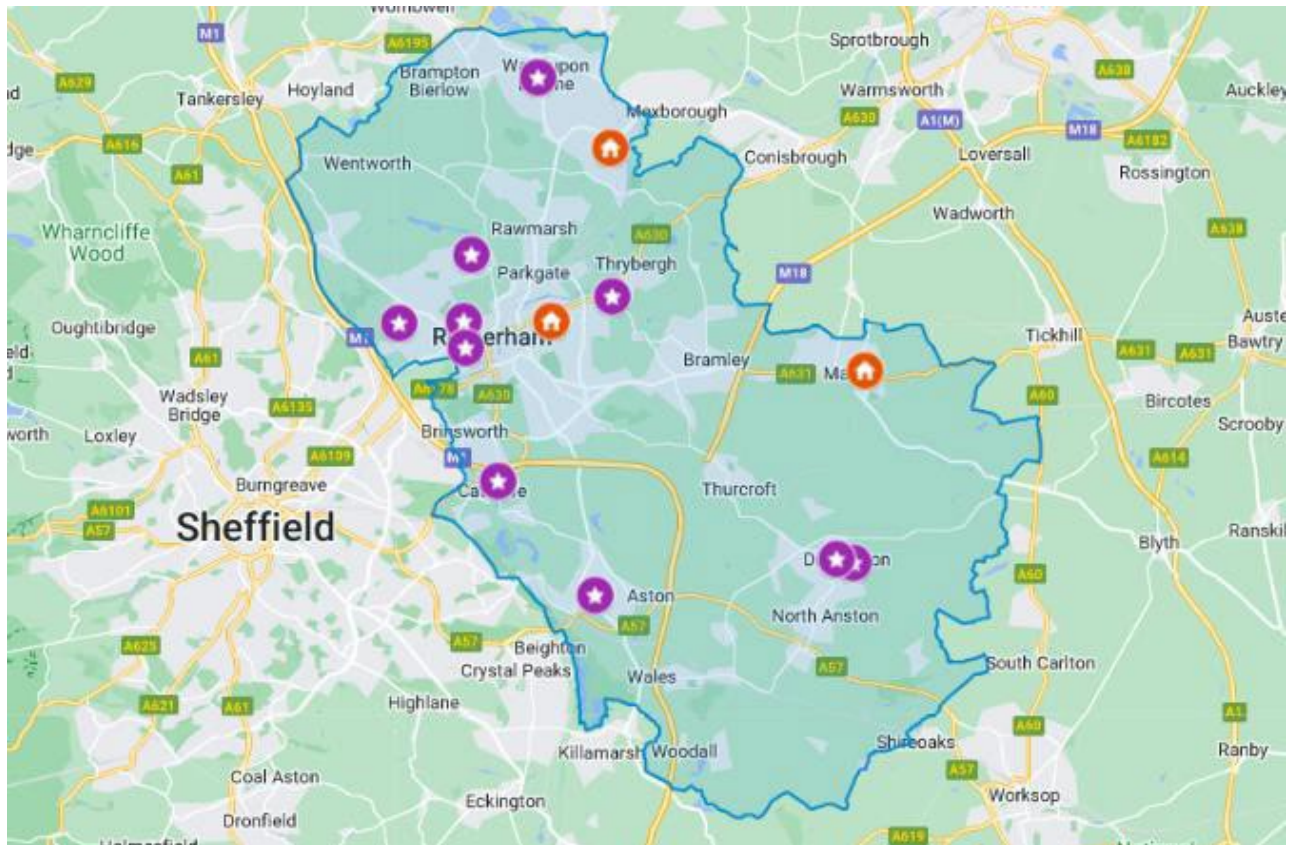 Wombwell
M1
A6195
Sprotbrough
A629
Brampton
Bierlow
Hoyland
Tankersley
A638
Warmsworth
Auckley
Mexborough
A630
A1(M)
M18
A6182
A616
Wentworth
Conisbrough
Loversall
Rossington
A61
Wadworth
Wharncliffe
Wood
Rawmarsh
A630
A638
Parkgate
Thrybergh
M18
Oughtibridge
Tickhill
A61
Bramley
A631
A631
A631
Bawtry
Wadley
Bridge
A6135
A630
A60
Bircotes
Loxley
Brinsworth
Scrooby
A6109
A614
Burngreave
Thurcroft
A6101
A57
Sheffield
Blyth
A60
Aston
North Anston
A57
A625
A57
Beighton
Crystal Peaks
A57
South Carlton
Wales
A621
A61
Highlane
A60
A1
Killamarsh
Woodall
Shireoaks
Ranby
A57
Coal Aston
Eckington
Worksop
Dronfield
A619